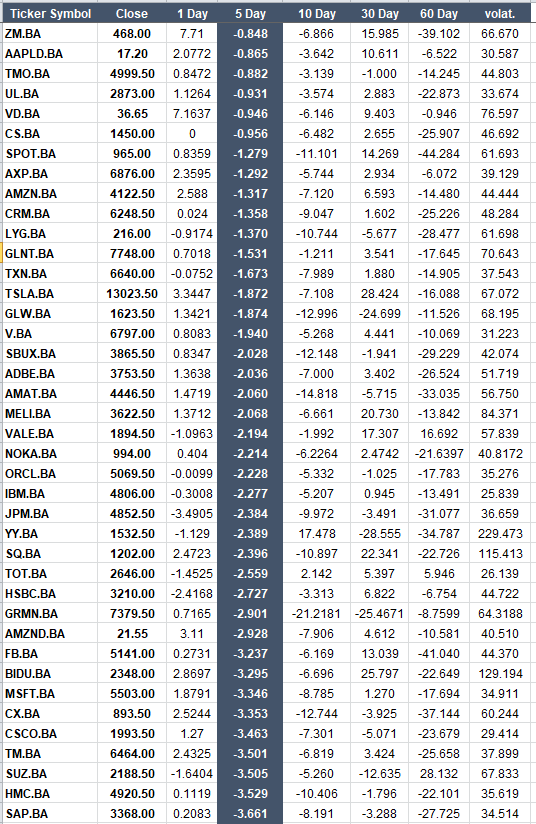 Ticker Symbol Close 1 Day 5 Day 10 Day 30 Day 60 Day volat.
ZM.BA 468.00 7.71 -0.848 -6.866 15.985 -39.102 66.670
AAPLD.BA 17.20 2.0772 -0.865 -3.642 10.611 -6.522 30.587
TMO.BA 4999.50 0.8472 -0.882 -3.139 -1.000 -14.245 44.803
UL.BA 2873.00 1.1264 -0.931 -3.574 2.883 -22.873 33.674
VD.BA 36.65 7.1637 -0.946 -6.146 9.403 -0.946 76.597
CS.BA 1450.00 0 -0.956 -6.482 2.655 -25.907 46.692
SPOT.BA 965.00 0.8359 -1.279 -11.101 14.269 -44.284 61.693
AXP.BA 6876.00 2.3595 -1.292 -5.744 2.934 -6.072 39.129
AMZN.BA 4122.50 2.588 -1.317 -7.120 6.593 -14.480 44.444
CRM.BA 6248.50 0.024 -1.358 -9.047 1.602 -25.226 48.284
LYG.BA 216.00 -0.9174 -1.370 -10.744 -5.677 -28.477 61.698
GLNT.BA 7748.00 0.7018 -1.531 -1.211 3.541 -17.645 70.643
TXN.BA 6640.00 -0.0752 -1.673 -7.989 1.880 -14.905 37.543
TSLA.BA 13023.50 3.3447 -1.872 -7.108 28.424 -16.088 67.072
GLW.BA 1623.50 1.3421 -1.874 -12.996 -24.699 -11.526 68.195
V.BA 6797.00 0.8083 -1.940 -5.268 4.441 -10.069 31.223
SBUX.BA 3865.50 0.8347 -2.028 -12.148 -1.941 -29.229 42.074
ADBE.BA 3753.50 1.3638 -2.036 -7.000 3.402 -26.524 51.719
AMAT.BA 4446.50 1.4719 -2.060 -14.818 -5.715 -33.035 56.750
MELI.BA 3622.50 1.3712 -2.068 -6.661 20.730 -13.842 84.371
VALE.BA 1894.50 -1.0963 -2.194 -1.992 17.307 16.692 57.839
NOKA.BA 994.00 0.404 -2.214 -6.2264 2.4742 -21.6397 40.8172
ORCL.BA 5069.50 -0.0099 -2.228 -5.332 -1.025 -17.783 35.276
IBM.BA 4806.00 -0.3008 -2.277 -5.207 0.945 -13.491 25.839
JPM.BA 4852.50 -3.4905 -2.384 -9.972 -3.491 -31.077 36.659
YY.BA 1532.50 -1.129 -2.389 17.478 -28.555 -34.787 229.473
SQ.BA 1202.00 2.4723 -2.396 -10.897 22.341 -22.726 115.413
TOT.BA 2646.00 -1.4525 -2.559 2.142 5.397 5.946 26.139
HSBC.BA 3210.00 -2.4168 -2.727 -3.313 6.822 -6.754 44.722
GRMN.BA 7379.50 0.7165 -2.901 -21.2181 -25.4671 -8.7599 64.3188
AMZND.BA 21.55 3.11 -2.928 -7.906 4.612 -10.581 40.510
FB.BA 5141.00 0.2731 -3.237 -6.169 13.039 -41.040 44.370
BIDU.BA 2348.00 2.8697 -3.295 -6.696 25.797 -22.649 129.194
MSFT.BA 5503.00 1.8791 -3.346 -8.785 1.270 -17.694 34.911
CX.BA 893.50 2.5244 -3.353 -12.744 -3.925 -37.144 60.244
CSCO.BA 1993.50 1.27 -3.463 -7.301 -5.071 -23.679 29.414
TM.BA 6464.00 2.4325 -3.501 -6.819 3.424 -25.658 37.899
SUZ.BA 2188.50 -1.6404 -3.505 -5.260 -12.635 28.132 67.833
HMC.BA 4920.50 0.1119 -3.529 -10.406 -1.796 -22.101 35.619
SAP.BA 3368.00 0.2083 -3.661 -8.191 -3.288 -27.725 34.514